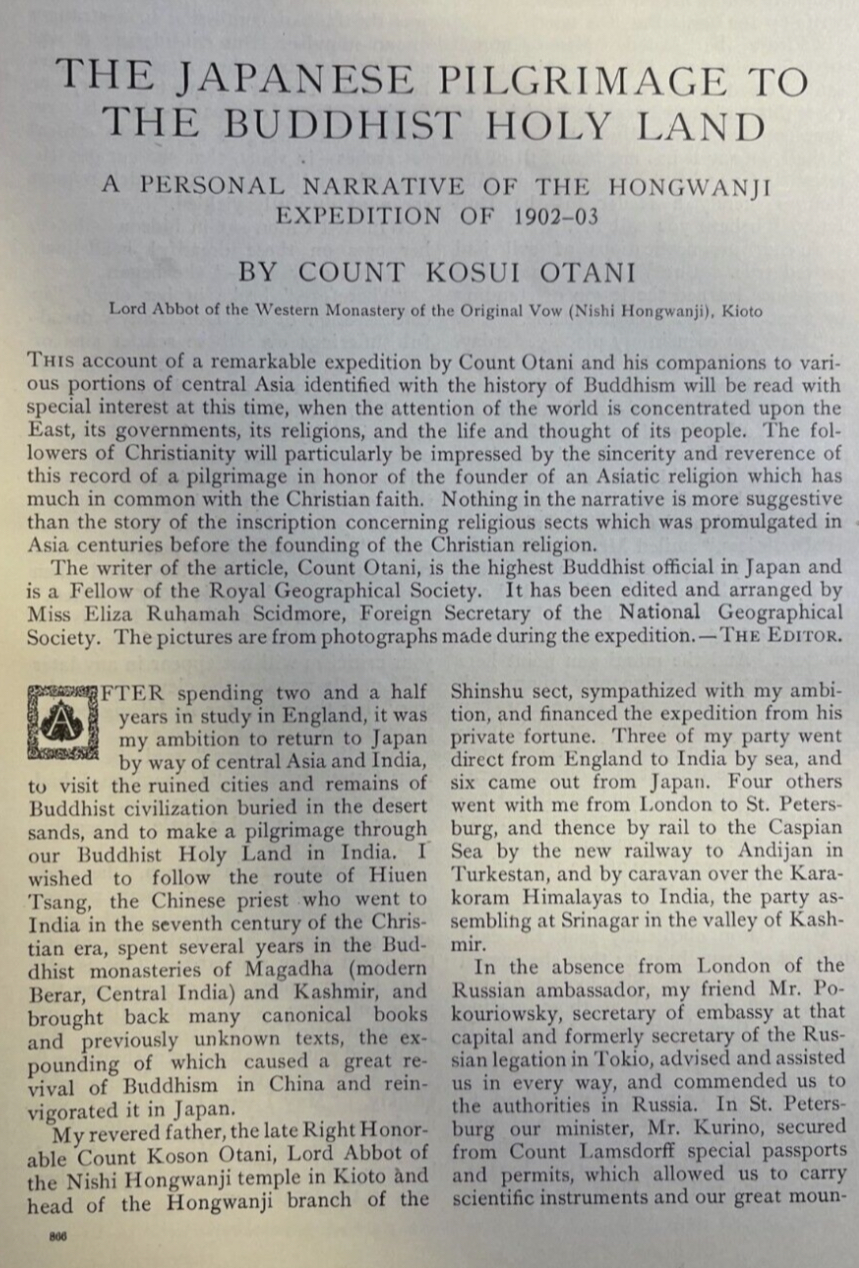 THE JAPANESE PILGRIMAGE TO
THE BUDDHIST HOLY LAND
A PERSONAL NARRATIVE OF THE HONGWANJI
EXPEDITION OF 1902–03
BY COUNT KOSUI OTANI
Lord Abbot of the Western Monastery of the Original Vow (Nishi Hongwanji), Kioto
THIS account of a remarkable expedition by Count Otani and his companions to vari-
ous portions of central Asia identified with the history of Buddhism will be read with
special interest at this time, when the attention of the world is concentrated upon the
East, its governments, its religions, and the life and thought of its people. The fol-
lowers of Christianity will particularly be impressed by the sincerity and reverence of
this record of a pilgrimage in honor of the founder of an Asiatic religion which has
much in common with the Christian faith. Nothing in the narrative is more suggestive
than the story of the inscription concerning religious sects which was promulgated in
Asia centuries before the founding of the Christian religion.
The writer of the article, Count Otani, is the highest Buddhist official in Japan and
is a Fellow of the Royal Geographical Society. It has been edited and arranged by
Miss Eliza Ruhamah Scidmore, Foreign Secretary of the National Geographical
Society. The pictures are from photographs made during the expedition.—THE EDITOR.
AFTER spending two and a half
years in study in England, it was
my ambition to return to Japan
by way of central Asia and India,
to visit the ruined cities and remains of
Buddhist civilization buried in the desert
sands, and to make a pilgrimage through
our Buddhist Holy Land in India. I
wished to follow the route of Hiuen
Tsang, the Chinese priest who went to
India in the seventh century of the Chris-
tian era, spent several years in the Bud-
dhist monasteries of Magadha (modern
Berar, Central India) and Kashmir, and
brought back many canonical books
and previously unknown texts, the ex-
pounding of which caused a great re-
vival of Buddhism in China and rein-
vigorated it in Japan.
My revered father, the late Right Honor-
able Count Koson Otani, Lord Abbot of
the Nishi Hongwanji temple in Kioto and
head of the Hongwanji branch of the
Shinshu sect, sympathized with my ambi-
tion, and financed the expedition from his
private fortune. Three of my party went
direct from England to India by sea, and
six came out from Japan. Four others
went with me from London to St. Peters-
burg, and thence by rail to the Caspian
Sea by the new railway to Andijan in
Turkestan, and by caravan over the Kara-
koram Himalayas to India, the party as-
sembling at Srinagar in the valley of Kash-
mir.
In the absence from London of the
Russian ambassador, my friend Mr. Po-
kouriowsky, secretary of embassy at that
capital and formerly secretary of the Rus-
sian legation in Tokio, advised and assisted
us in every way, and commended us to
the authorities in Russia. In St. Peters-
burg our minister, Mr. Kurino, secured
from Count Lamsdorff special passports
and permits, which allowed us to carry
scientific instruments and our great moun-
866